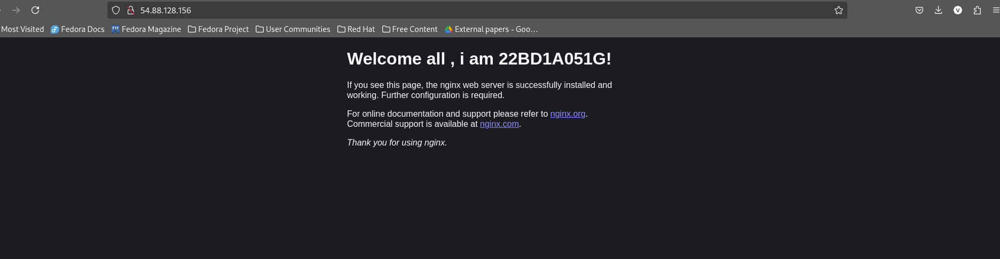 54.88.128.156
Most Visited Fedora Docs Fedora Magazine Fedora Project User Communities Red Hat Free Content External papers - Goo...
Welcome all , i am 22BD1A051G!
If you see this page, the nginx web server is successfully installed and
working. Further configuration is required.
For online documentation and support please refer to nginx.org.
Commercial support is available at nginx.com.
Thank you for using nginx.